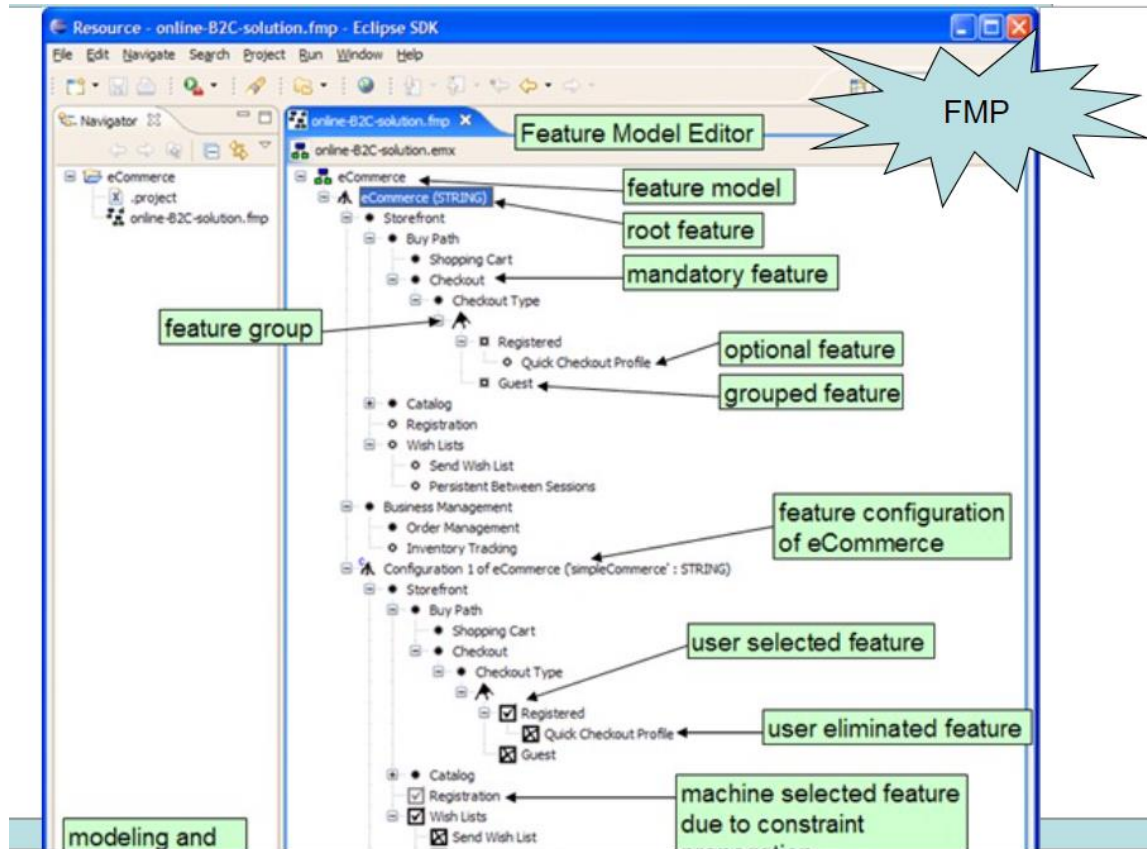 Resource - online-B2C-solution.fmp - Eclipse SDK
File Edit Navigate Search Project Run Window Help
FMP
Navigator
online-B2C-solution.fmp
Feature Model Editor
online-B2C-solution.emx
eCommerce
.project
online-B2C-solution.fmp
eCommerce
feature model
eCommerce (STRING)
root feature
Storefront
Buy Path
Shopping Cart
Checkout
mandatory feature
Checkout Type
feature group
Registered
Quick Checkout Profile
optional feature
Guest
grouped feature
Catalog
Registration
Wish Lists
Send Wish List
Persistent Between Sessions
Business Management
Order Management
Inventory Tracking
feature configuration
of eCommerce
Configuration 1 of eCommerce ('simpleCommerce' : STRING)
Storefront
Buy Path
Shopping Cart
Checkout
user selected feature
Checkout Type
Registered
Quick Checkout Profile
user eliminated feature
Guest
Catalog
Registration
machine selected feature
due to constraint
Wish Lists
Send Wish List
modeling and